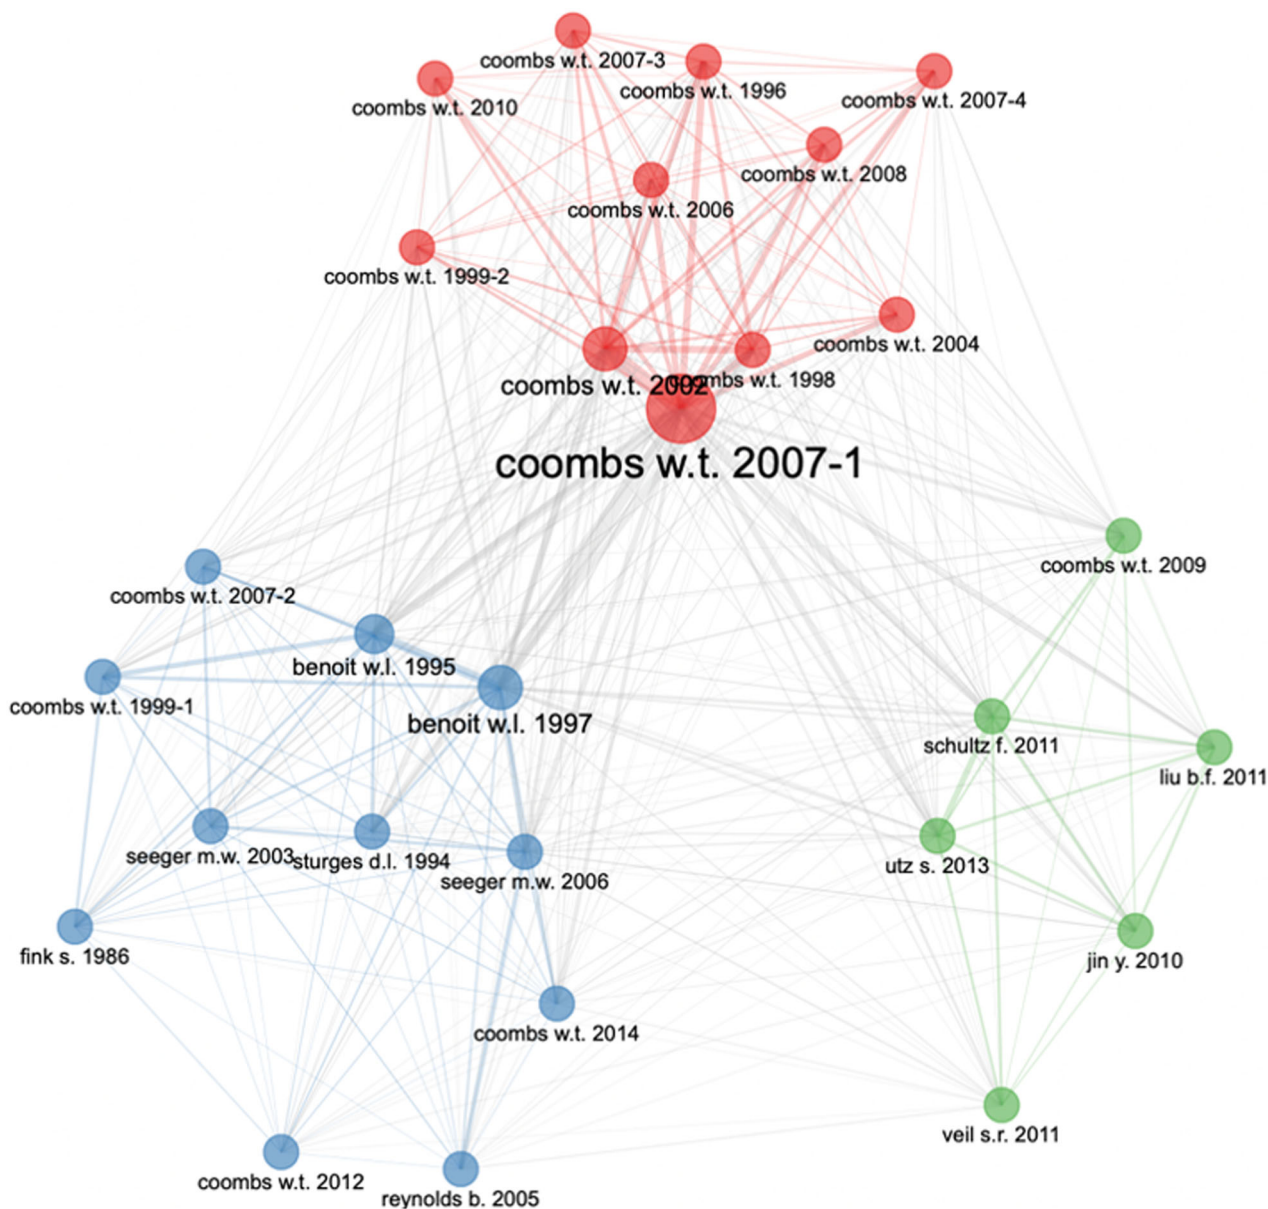 coombs w.t. 2007-3
coombs w.t. 1996
coombs w.t. 2010
coombs w.t. 2007-4
coombs w.t. 2008
coombs w.t. 2006
coombs w.t. 1999-2
coombs w.t. 2004
coombs w.t. 2002
coombs w.t. 1998
coombs w.t. 2007-1
coombs w.t. 2009
coombs w.t. 2007-2
benoit w.l. 1995
coombs w.t. 1999-1
benoit w.l. 1997
schultz f. 2011
liu b.f. 2011
seeger m.w. 2003
sturges d.l. 1994
utz s. 2013
seeger m.w. 2006
fink s. 1986
jin y. 2010
coombs w.t. 2014
veil s.r. 2011
coombs w.t. 2012
reynolds b. 2005